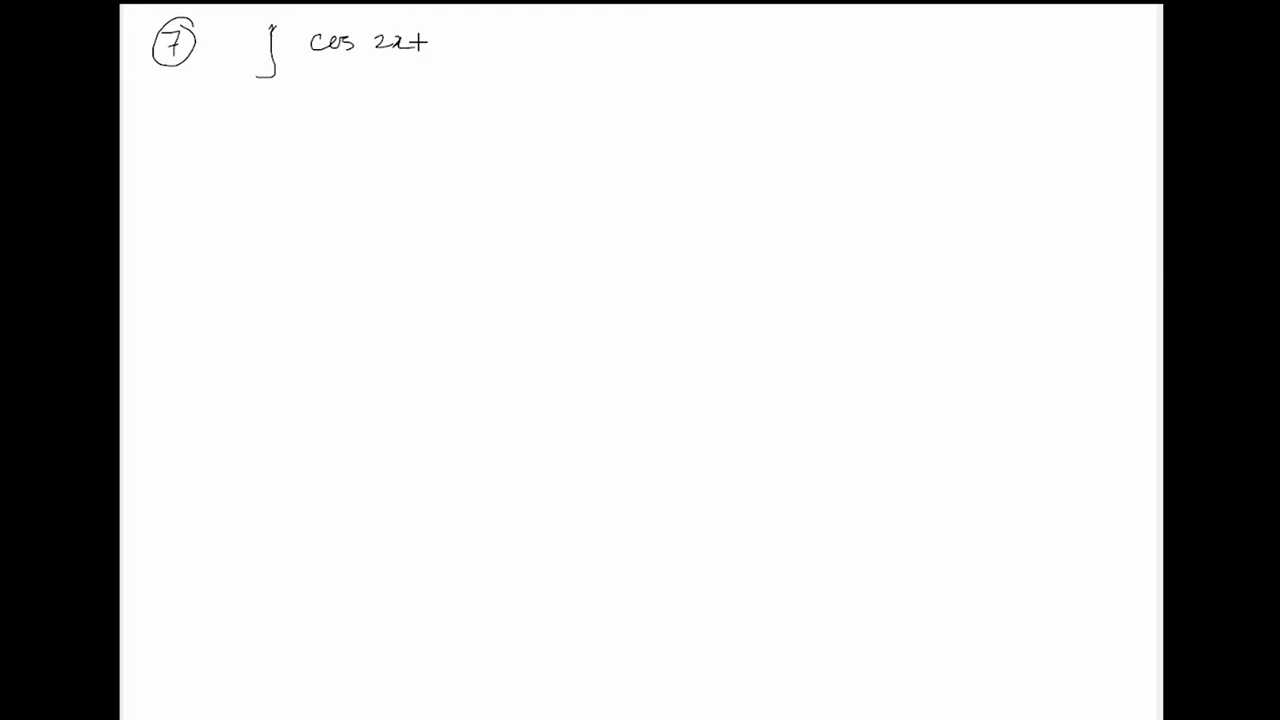 ⑦ ∫ cos 2x+